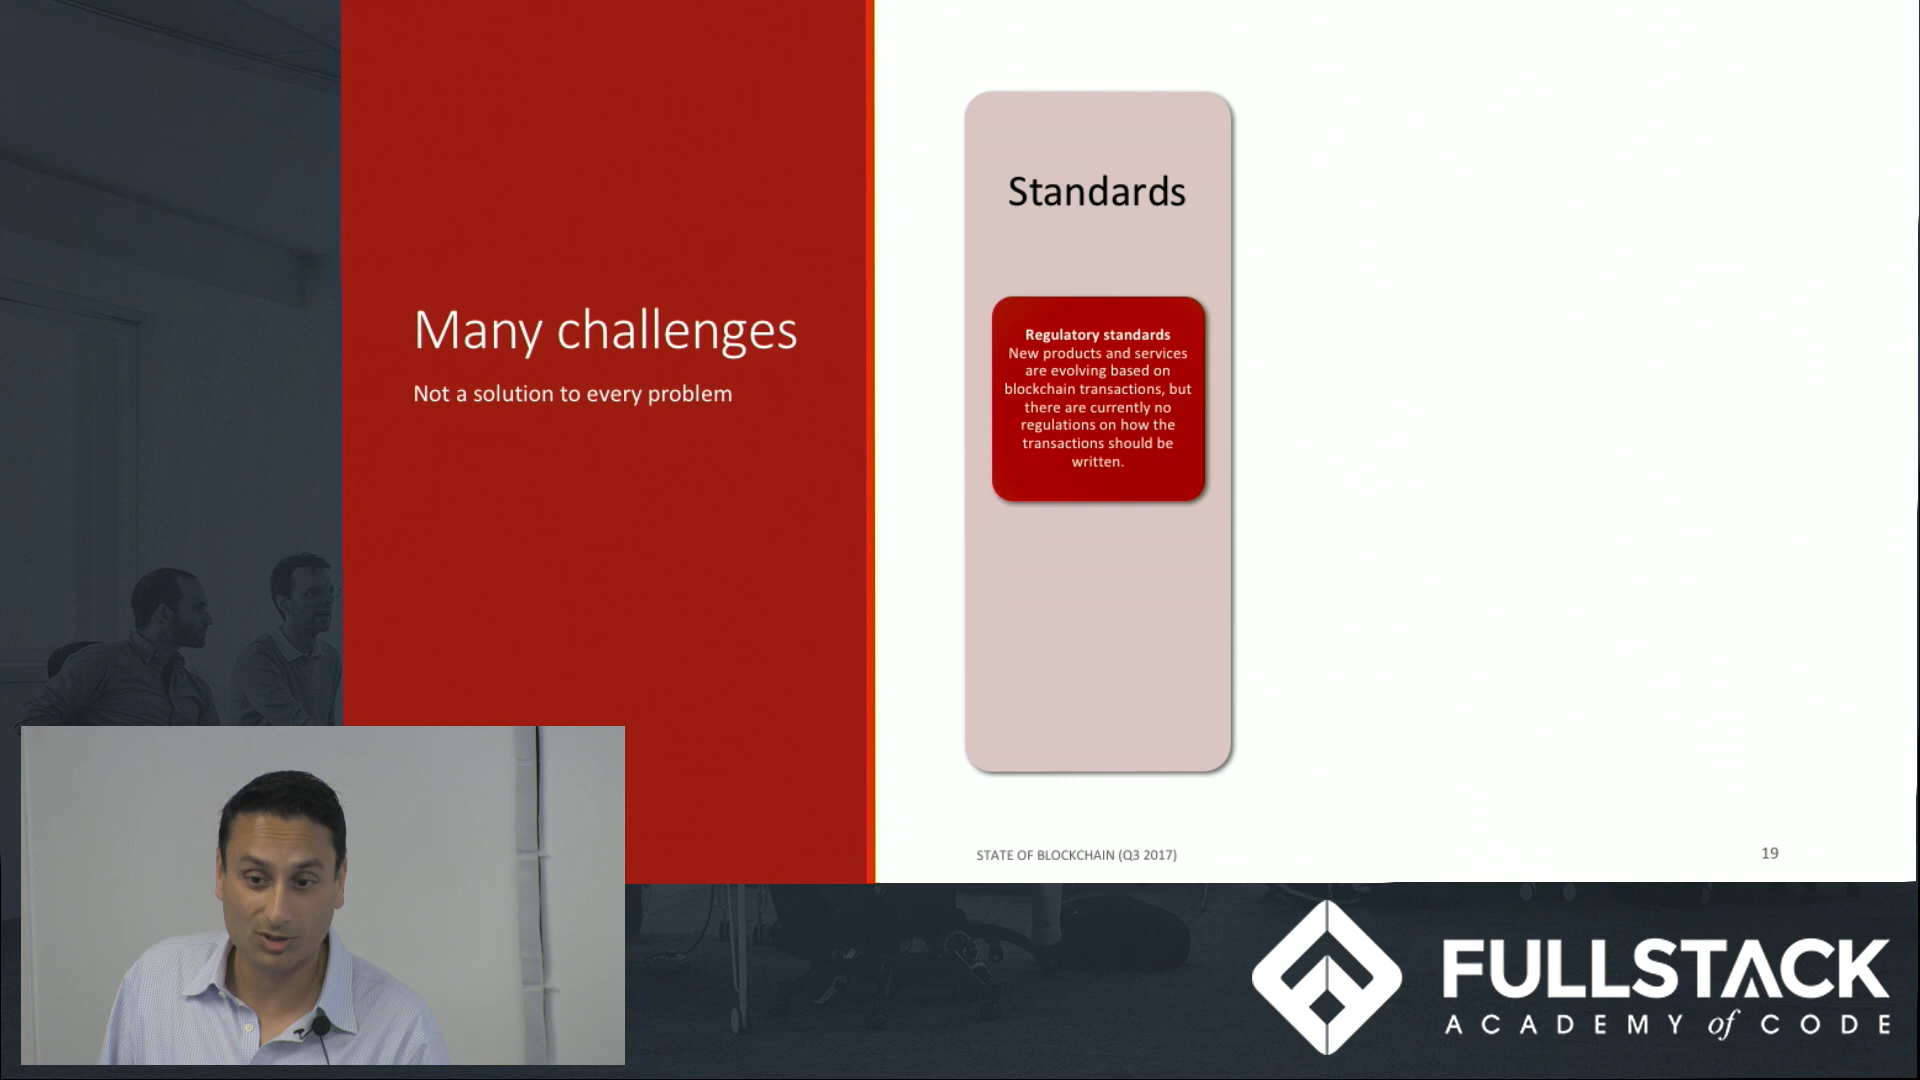 Many challenges
Not a solution to every problem
Standards
Regulatory standards
New products and services
are evolving based on
blockchain transactions, but
there are currently no
regulations on how the
transactions should be
written.
STATE OF BLOCKCHAIN (Q3 2017)
19
FULLSTACK
ACADEMY of CODE